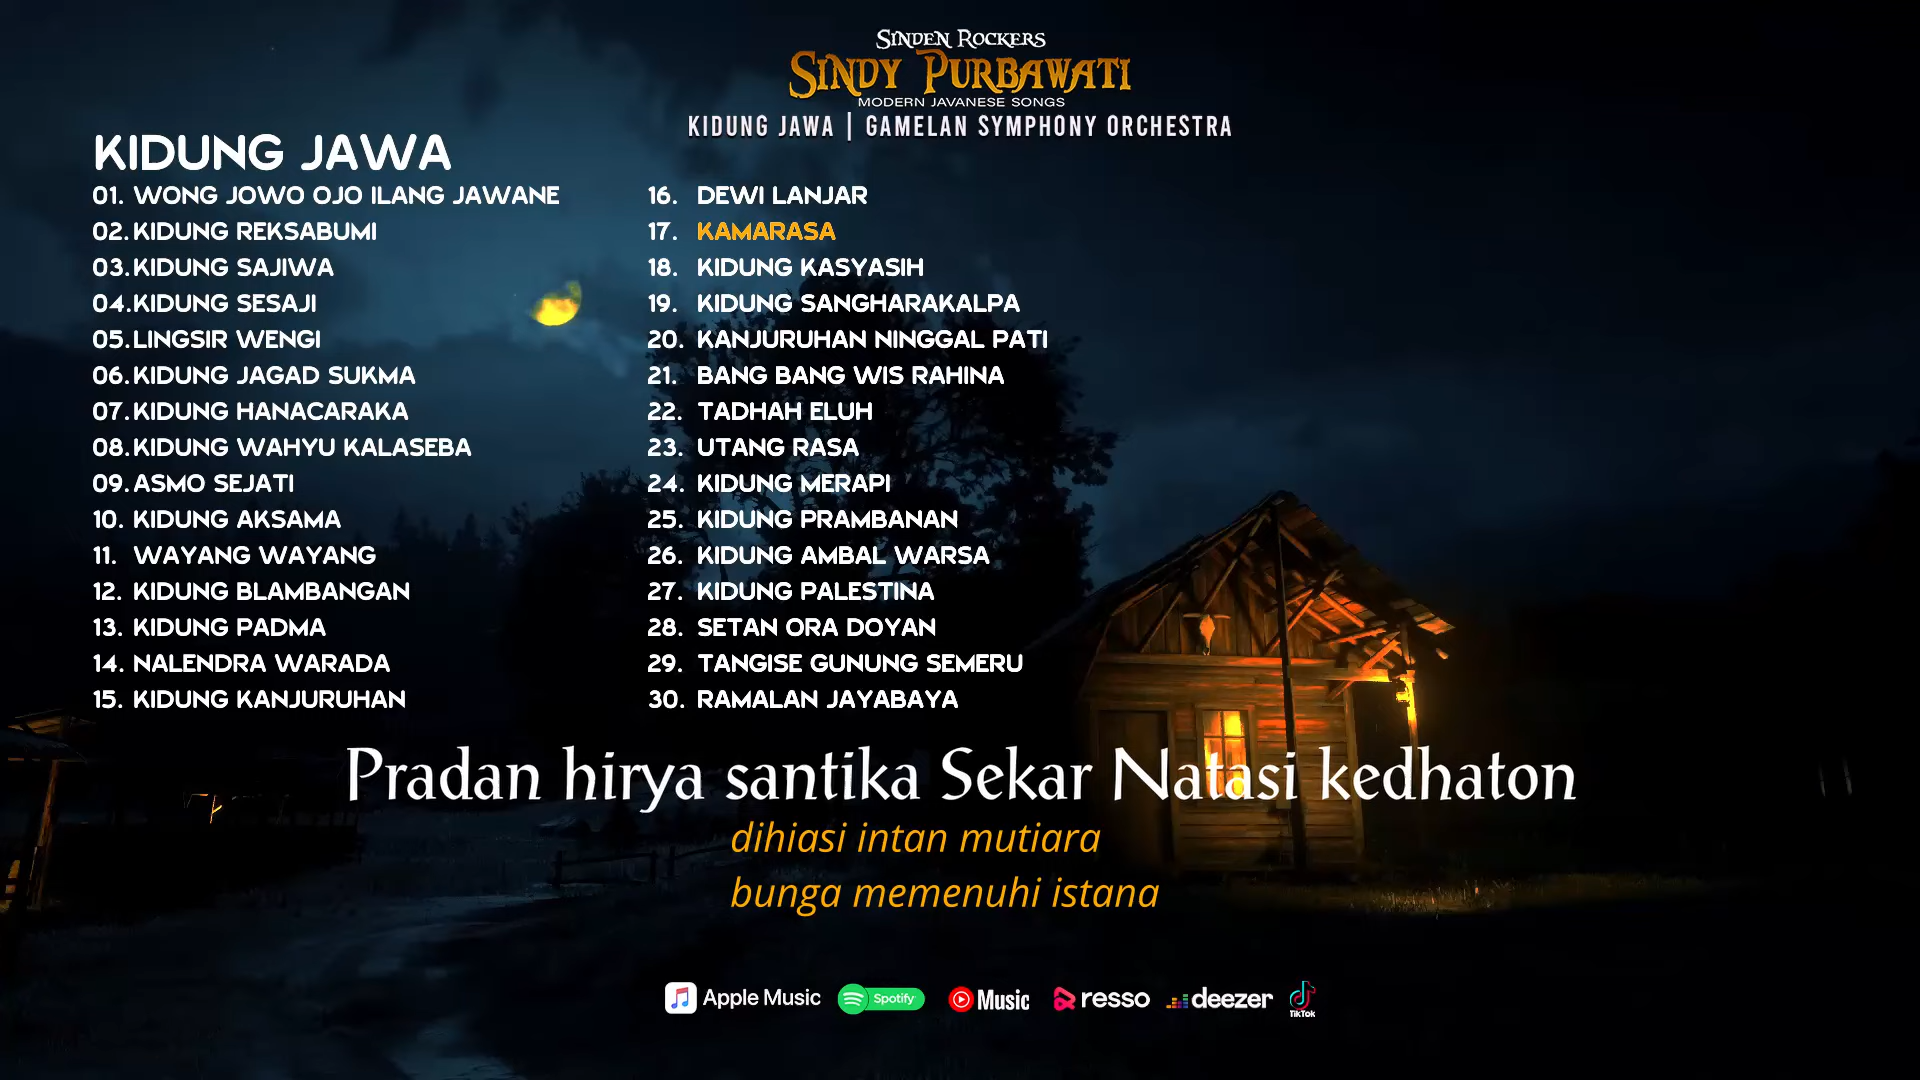 SINDEN ROCKERS
SINDY PURBAWATI
MODERN JAVANESE SONGS
KIDUNG JAWA | GAMELAN SYMPHONY ORCHESTRA
KIDUNG JAWA
01. WONG JOWO OJO ILANG JAWANE
02. KIDUNG REKSABUMI
03. KIDUNG SAJIWA
04. KIDUNG SESAJI
05. LINGSIR WENGI
06. KIDUNG JAGAD SUKMA
07. KIDUNG HANACARAKA
08. KIDUNG WAHYU KALASEBA
09. ASMO SEJATI
10. KIDUNG AKSAMA
11. WAYANG WAYANG
12. KIDUNG BLAMBANGAN
13. KIDUNG PADMA
14. NALENDRA WARADA
15. KIDUNG KANJURUHAN
16. DEWI LANJAR
17. KAMARASA
18. KIDUNG KASYASIH
19. KIDUNG SANGHARAKALPA
20. KANJURUHAN NINGGAL PATI
21. BANG BANG WIS RAHINA
22. TADHAH ELUH
23. UTANG RASA
24. KIDUNG MERAPI
25. KIDUNG PRAMBANAN
26. KIDUNG AMBAL WARSA
27. KIDUNG PALESTINA
28. SETAN ORA DOYAN
29. TANGISE GUNUNG SEMERU
30. RAMALAN JAYABAYA
Pradan hirya santika Sekar Natasi kedhaton
dihiasi intan mutiara
bunga memenuhi istana
Apple Music Spotify Music resso deezer TikTok